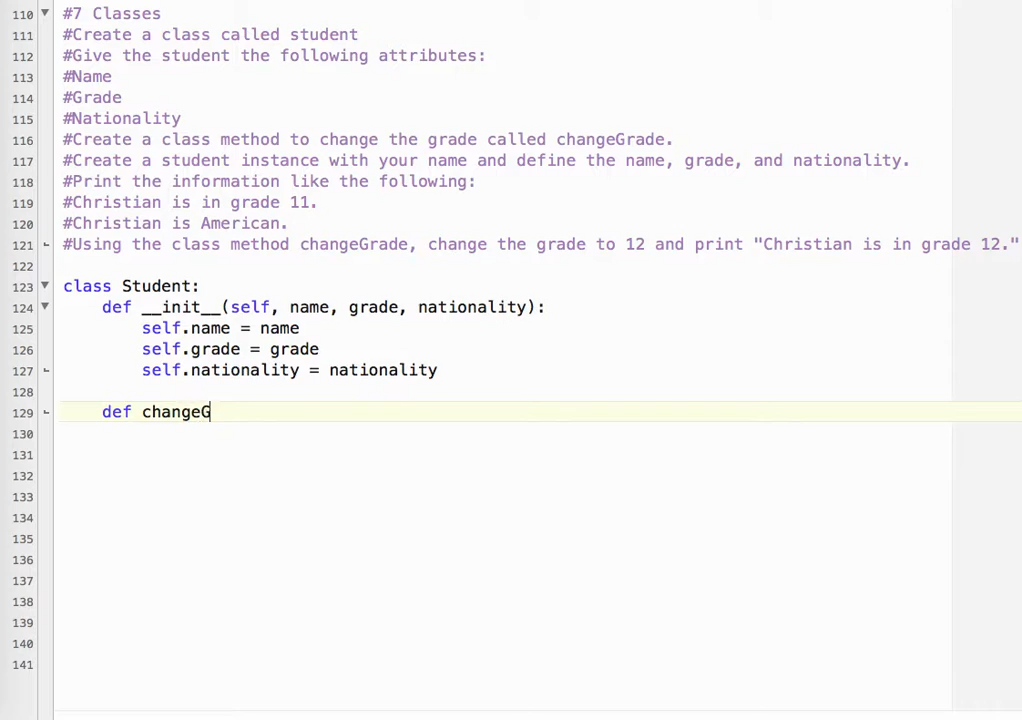 110 #7 Classes
111 #Create a class called student
112 #Give the student the following attributes:
113 #Name
114 #Grade
115 #Nationality
116 #Create a class method to change the grade called changeGrade.
117 #Create a student instance with your name and define the name, grade, and nationality.
118 #Print the information like the following:
119 #Christian is in grade 11.
120 #Christian is American.
121 #Using the class method changeGrade, change the grade to 12 and print "Christian is in grade 12."
122
123 class Student:
124     def __init__(self, name, grade, nationality):
125         self.name = name
126         self.grade = grade
127         self.nationality = nationality
128
129     def changeG
130
131
132
133
134
135
136
137
138
139
140
141